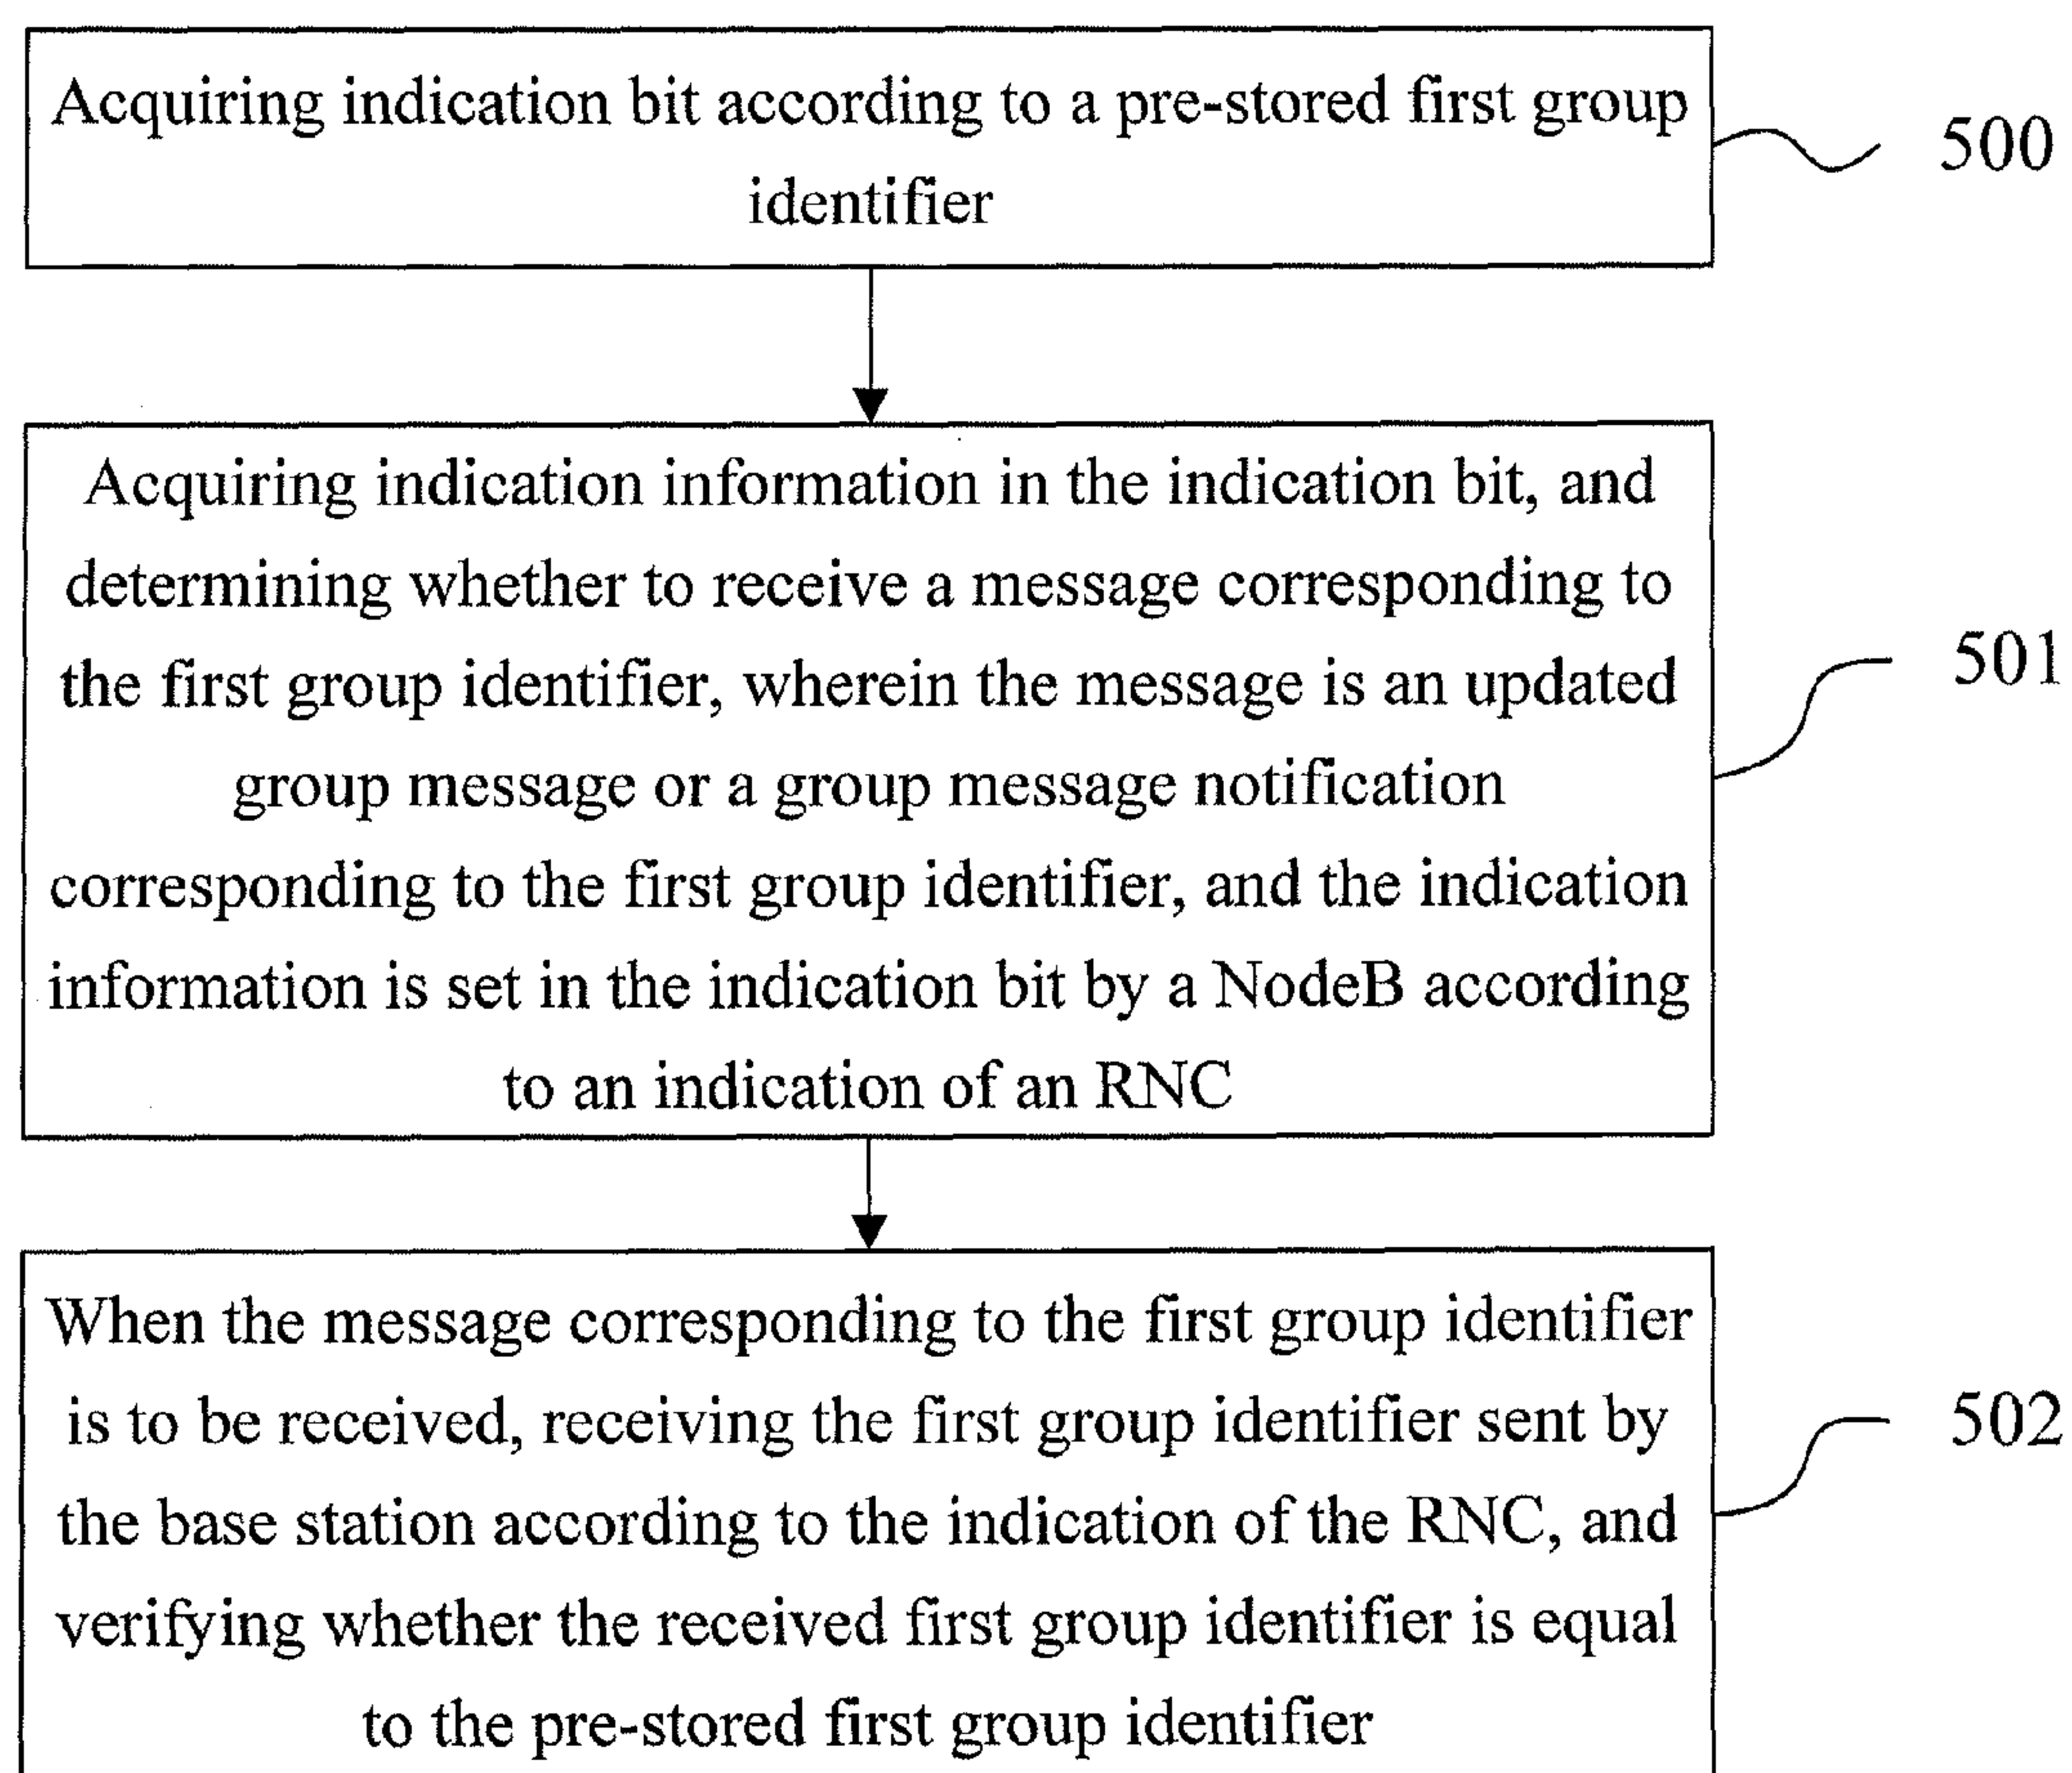 Acquiring indication bit according to a pre-stored first group
identifier
500
Acquiring indication information in the indication bit, and
determining whether to receive a message corresponding to
the first group identifier, wherein the message is an updated
group message or a group message notification
corresponding to the first group identifier, and the indication
information is set in the indication bit by a NodeB according
to an indication of an RNC
501
When the message corresponding to the first group identifier
is to be received, receiving the first group identifier sent by
the base station according to the indication of the RNC, and
verifying whether the received first group identifier is equal
to the pre-stored first group identifier
502